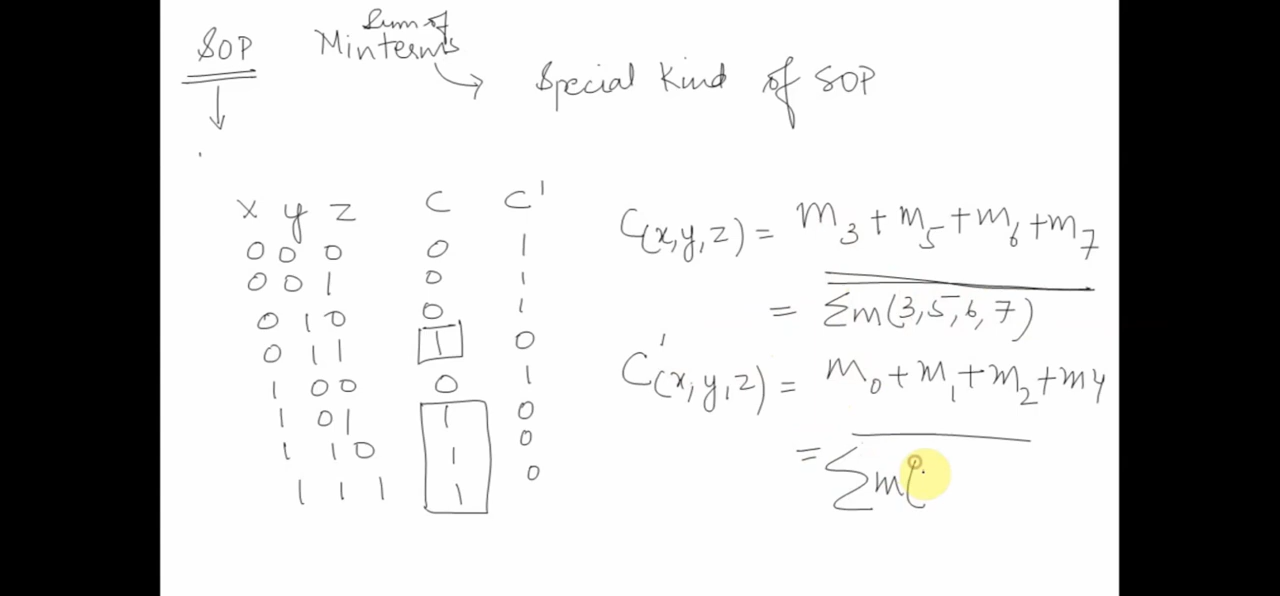 Sum of
SOP Minterms Special Kind of SOP
x y z C C'
0 0 0 0 1
0 0 1 0 1
0 1 0 0 1
0 1 1 1 0
1 0 0 0 1
1 0 1 1 0
1 1 0 1 0
1 1 1 1 0
C(x,y,z) = m₃ + m₅ + m₆ + m₇
= Σm(3,5,6,7)
C'(x,y,z) = m₀ + m₁ + m₂ + m4
= Σm(